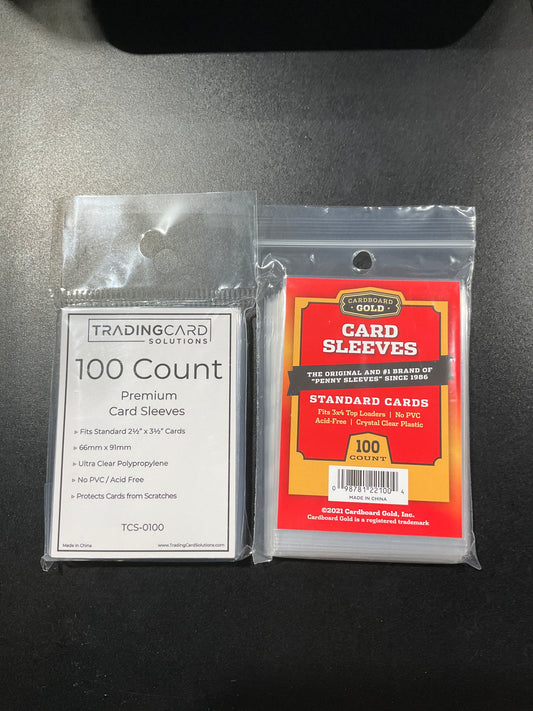 TRADINGCARD
SOLUTIONS
100 Count
Premium
Card Sleeves
▹ Fits Standard 2½" x 3½" Cards
▹ 66mm x 91mm
▹ Ultra Clear Polypropylene
▹ No PVC / Acid Free
▹ Protects Cards from Scratches
TCS-0100
Made in China
www.TradingCardSolutions.com
CARDBOARD
GOLD
CARD
SLEEVES
THE ORIGINAL AND #1 BRAND OF
"PENNY SLEEVES" SINCE 1986
STANDARD CARDS
Fits 3x4 Top Loaders | No PVC
Acid-Free | Crystal Clear Plastic
100
COUNT
0 98781 22100 4
MADE IN CHINA
©2021 Cardboard Gold, Inc.
Cardboard Gold is a registered trademark